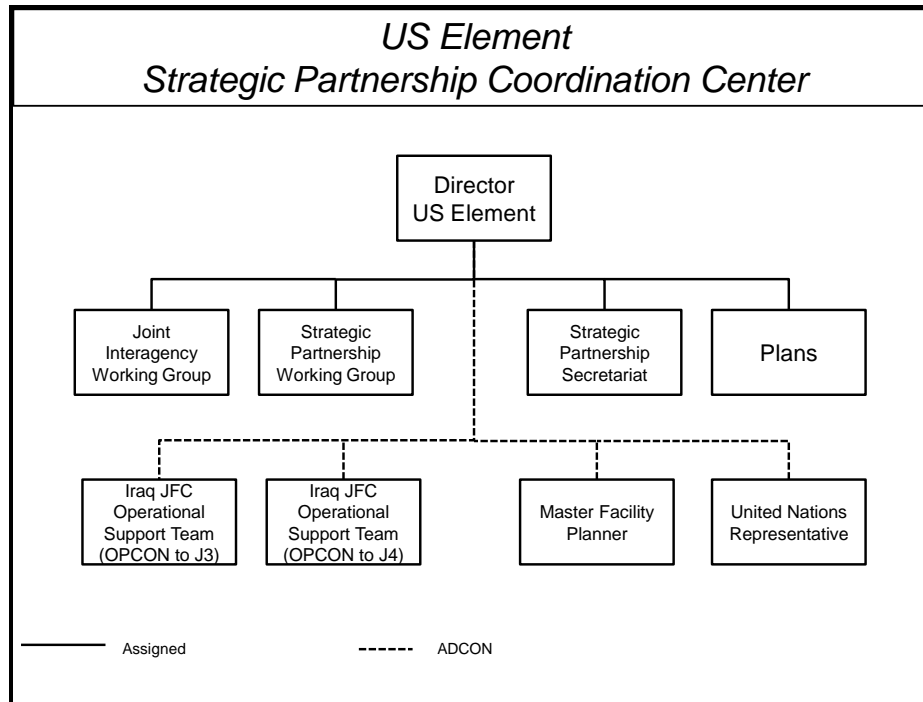 US Element
Strategic Partnership Coordination Center
Director
US Element
Joint
Interagency
Working Group
Strategic
Partnership
Working Group
Strategic
Partnership
Secretariat
Plans
Iraq JFC
Operational
Support Team
(OPCON to J3)
Iraq JFC
Operational
Support Team
(OPCON to J4)
Master Facility
Planner
United Nations
Representative
Assigned
ADCON